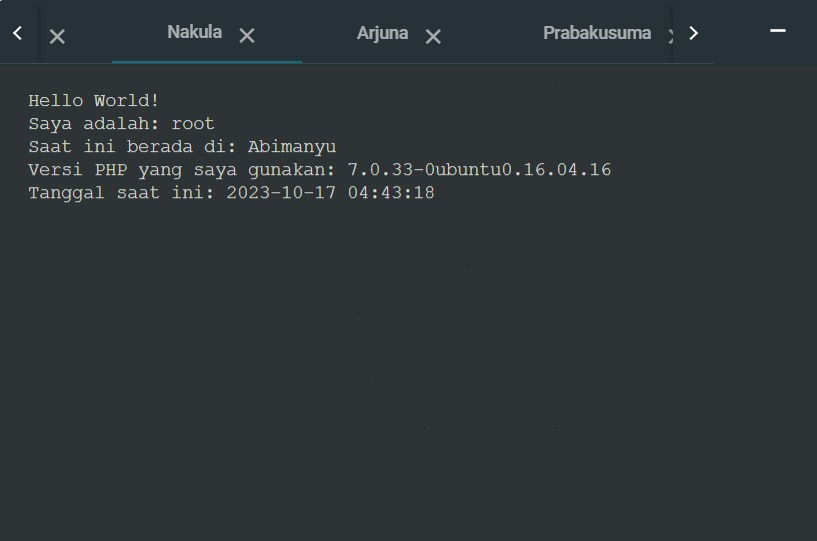 Nakula Arjuna Prabakusuma
Hello World!
Saya adalah: root
Saat ini berada di: Abimanyu
Versi PHP yang saya gunakan: 7.0.33-0ubuntu0.16.04.16
Tanggal saat ini: 2023-10-17 04:43:18